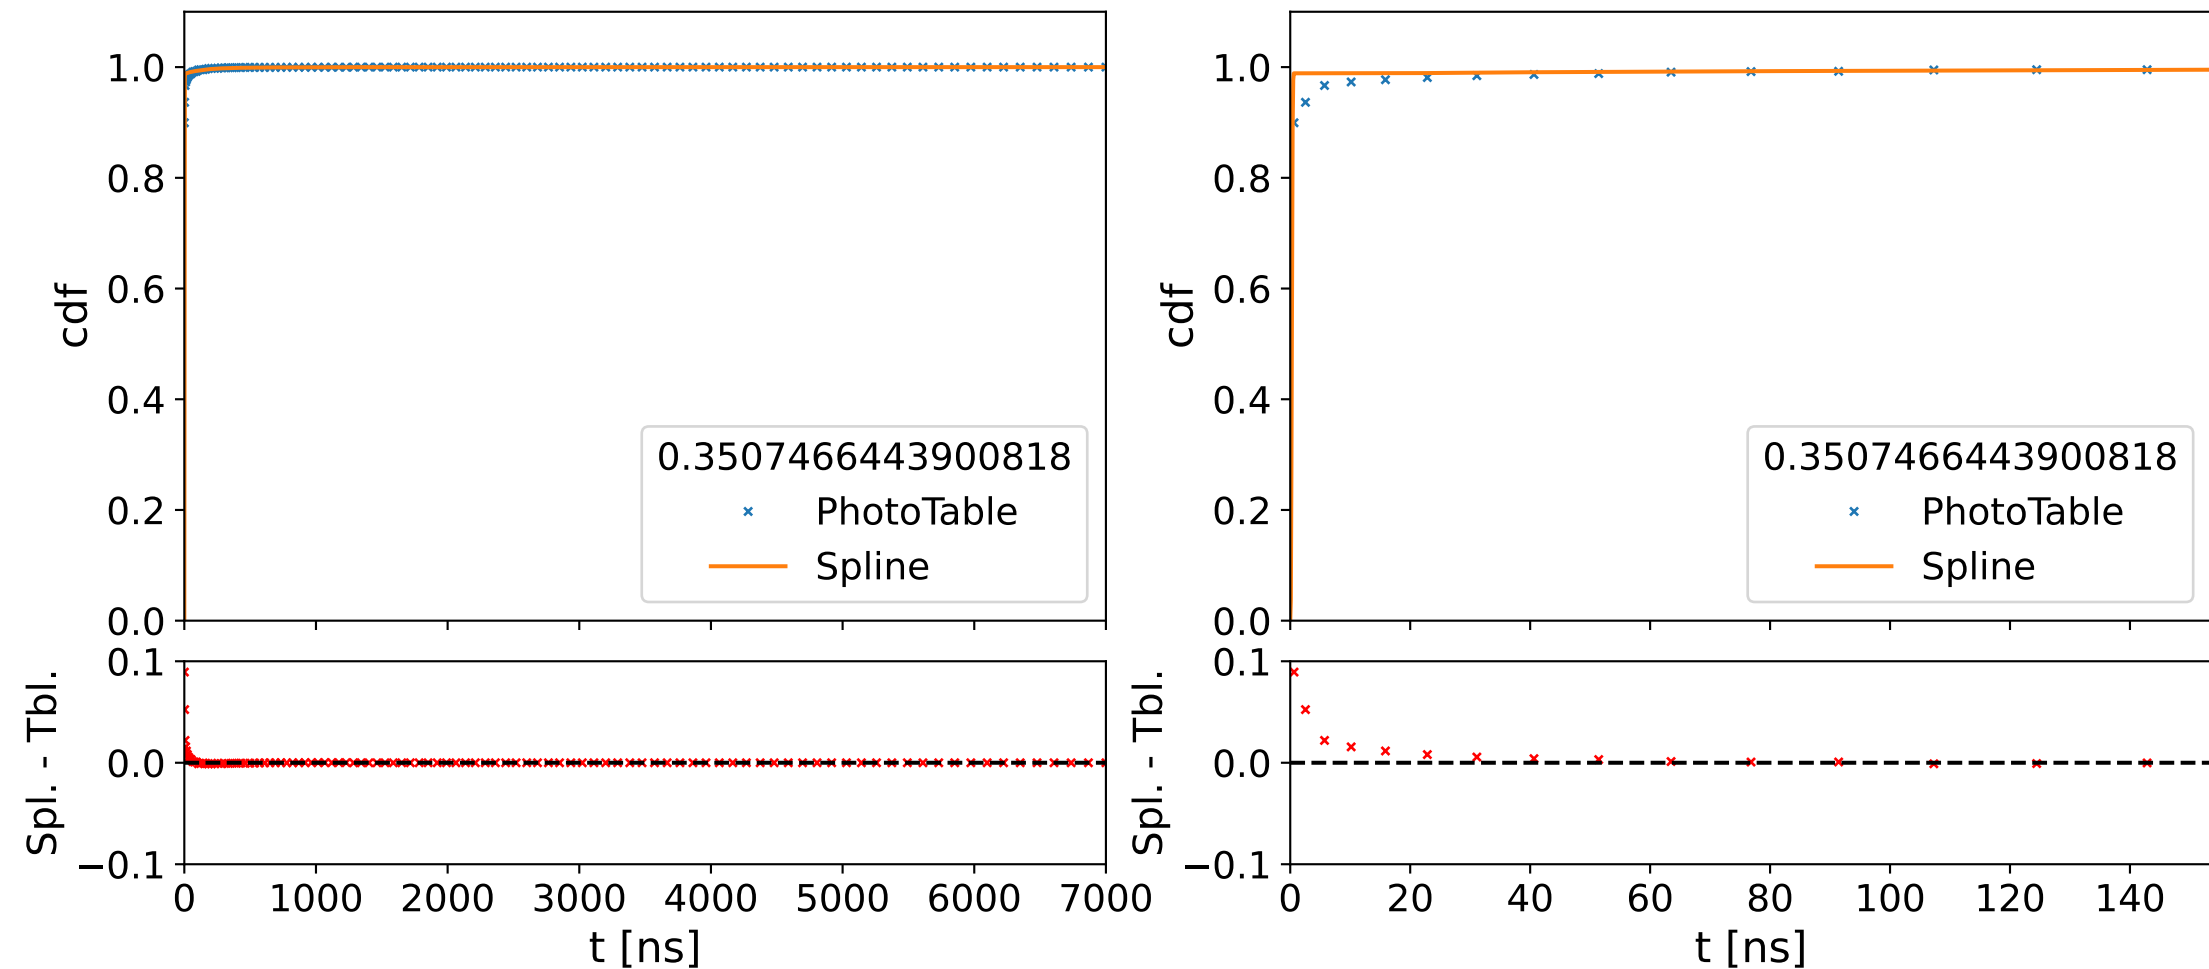 1.0
0.8
0.6
0.4
0.2
0.0
cdf
0.3507466443900818
PhotoTable
Spline
0.1
0.0
−0.1
Spl. - Tbl.
0 1000 2000 3000 4000 5000 6000 7000
t [ns]
1.0
0.8
0.6
0.4
0.2
0.0
cdf
0.3507466443900818
PhotoTable
Spline
0.1
0.0
−0.1
Spl. - Tbl.
0 20 40 60 80 100 120 140
t [ns]